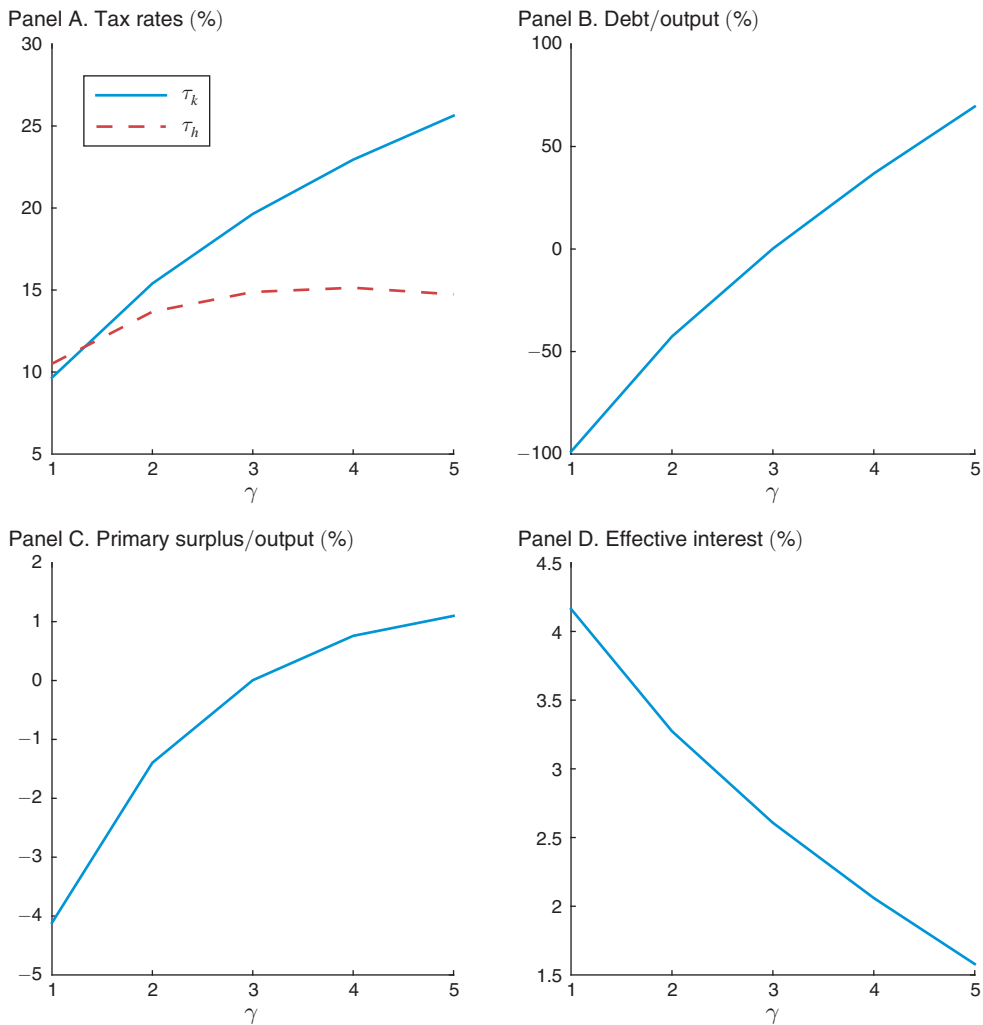 Panel A. Tax rates (%)
30
25
20
15
10
5
1 2 3 4 5
γ
τk
τh
Panel B. Debt/output (%)
100
50
0
−50
−100
1 2 3 4 5
γ
Panel C. Primary surplus/output (%)
2
1
0
−1
−2
−3
−4
−5
1 2 3 4 5
γ
Panel D. Effective interest (%)
4.5
4
3.5
3
2.5
2
1.5
1 2 3 4 5
γ